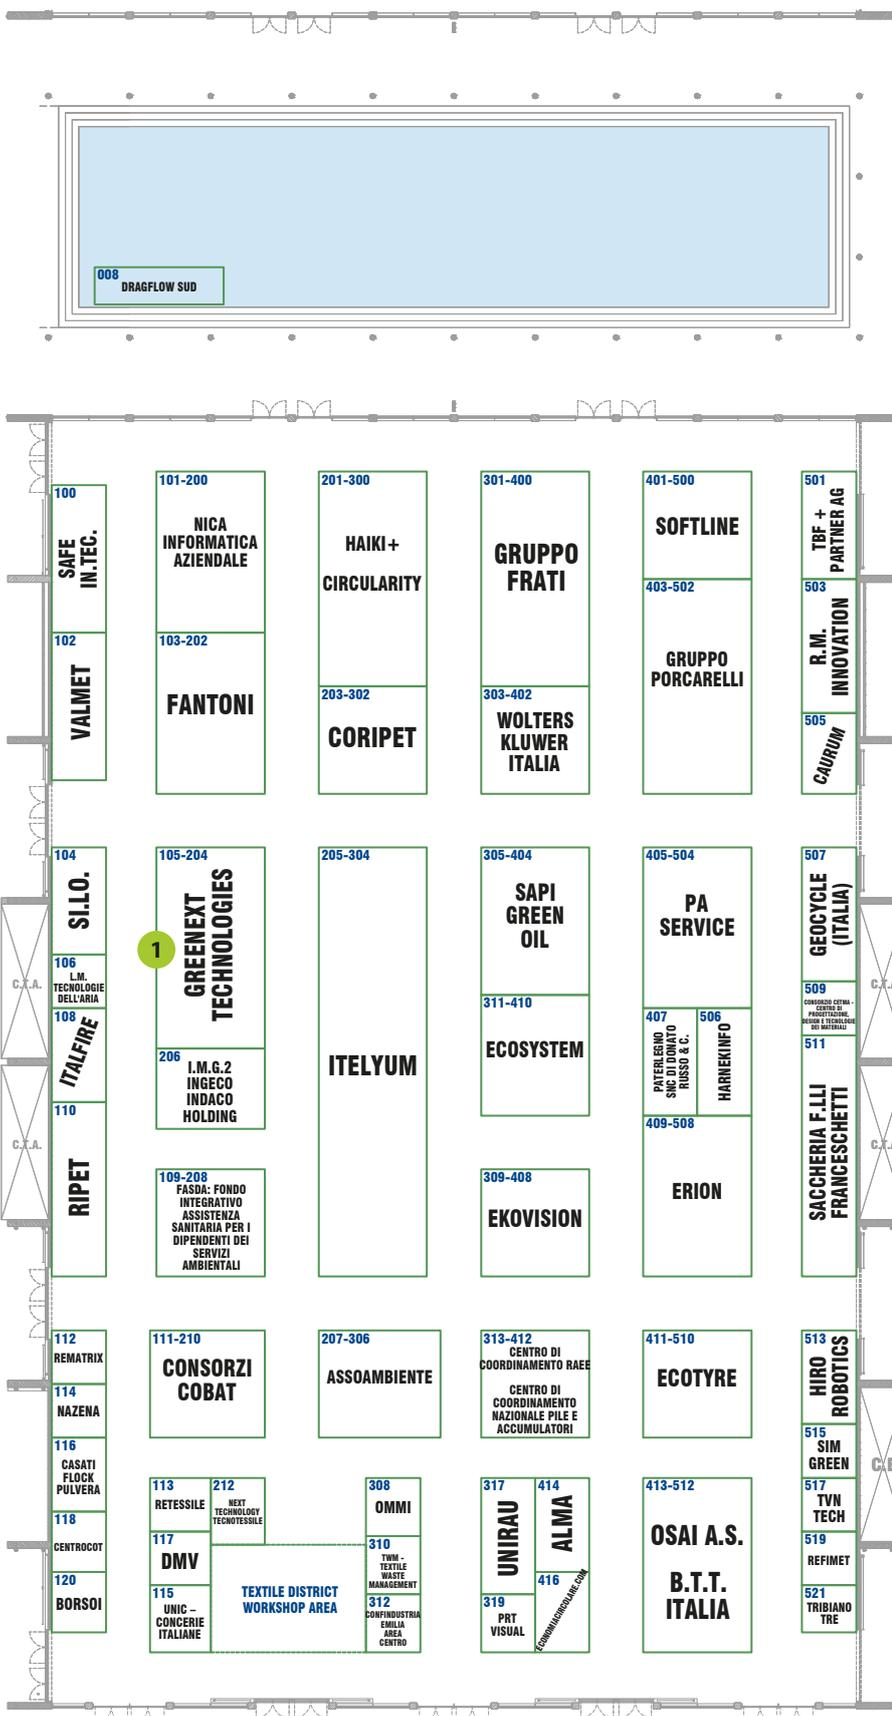 008
DRAGFLOW SUD
100
SAFE
IN.TEC.
101-200
NICA
INFORMATICA
AZIENDALE
201-300
HAIKI+
CIRCULARITY
301-400
GRUPPO
FRATI
401-500
SOFTLINE
501
TBF +
PARTNER AG
102
VALMET
103-202
FANTONI
203-302
CORIPET
303-402
WOLTERS
KLUWER
ITALIA
403-502
GRUPPO
PORCARELLI
503
R.M.
INNOVATION
505
CAURUM
104
SI.LO.
105-204
GREENEXT
TECHNOLOGIES
1
205-304
ITELYUM
305-404
SAPI
GREEN
OIL
405-504
PA
SERVICE
507
GEOCYCLE
(ITALIA)
C.T.A.
106
L.M.
TECNOLOGIE
DELL'ARIA
108
ITALFIRE
206
I.M.G.2
INGECO
INDACO
HOLDING
311-410
ECOSYSTEM
407
PATERLEGNO
SNC DI DONATO
RUSSO & C.
506
HARNEKINFO
509
CONSORZIO CETMA -
CENTRO DI
PROGETTAZIONE,
DESIGN E TECNOLOGIE
DEI MATERIALI
C.T.A.
511
SACCHERIA F.LLI
FRANCESCHETTI
C.T.A.
110
RIPET
109-208
FASDA: FONDO
INTEGRATIVO
ASSISTENZA
SANITARIA PER I
DIPENDENTI DEI
SERVIZI
AMBIENTALI
309-408
EKOVISION
409-508
ERION
C.T.A.
112
REMATRIX
111-210
CONSORZI
COBAT
207-306
ASSOAMBIENTE
313-412
CENTRO DI
COORDINAMENTO RAEE
CENTRO DI
COORDINAMENTO
NAZIONALE PILE E
ACCUMULATORI
411-510
ECOTYRE
513
HIRO
ROBOTICS
114
NAZENA
116
CASATI
FLOCK
PULVERA
515
SIM
GREEN
113
RETESSILE
212
NEXT
TECHNOLOGY
TECNOTESSILE
308
OMMI
317
UNIRAU
414
ALMA
413-512
OSAI A.S.
B.T.T.
ITALIA
517
TVN
TECH
118
CENTROCOT
117
DMV
310
TWM -
TEXTILE
WASTE
MANAGEMENT
519
REFIMET
120
BORSOI
115
UNIC –
CONCERIE
ITALIANE
TEXTILE DISTRICT
WORKSHOP AREA
312
CONFINDUSTRIA
EMILIA
AREA
CENTRO
319
PRT
VISUAL
416
ECONOMIACIRCOLARE.COM
521
TRIBIANO
TRE